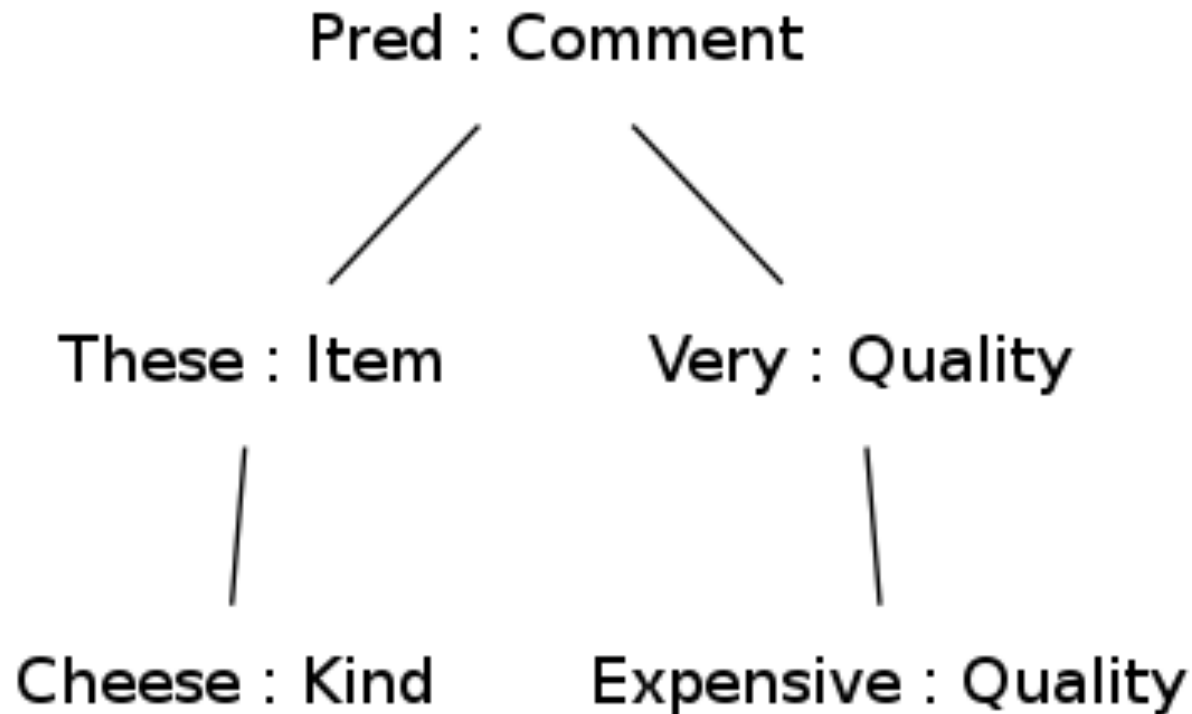 Pred : Comment
These : Item
Very : Quality
Cheese : Kind
Expensive : Quality